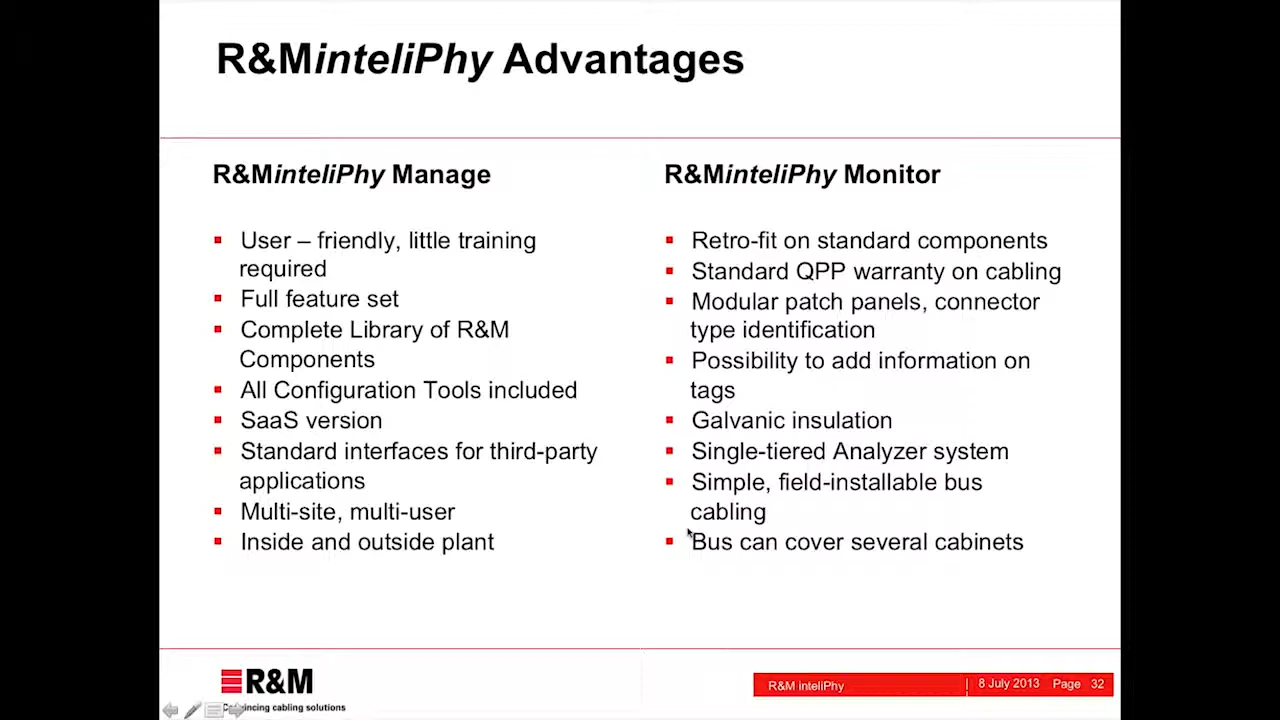 R&MinteliPhy Advantages
R&MinteliPhy Manage
User – friendly, little training
required
Full feature set
Complete Library of R&M
Components
All Configuration Tools included
SaaS version
Standard interfaces for third-party
applications
Multi-site, multi-user
Inside and outside plant
R&MinteliPhy Monitor
Retro-fit on standard components
Standard QPP warranty on cabling
Modular patch panels, connector
type identification
Possibility to add information on
tags
Galvanic insulation
Single-tiered Analyzer system
Simple, field-installable bus
cabling
Bus can cover several cabinets
R&M
Convincing cabling solutions
R&M inteliPhy
8 July 2013 Page 32